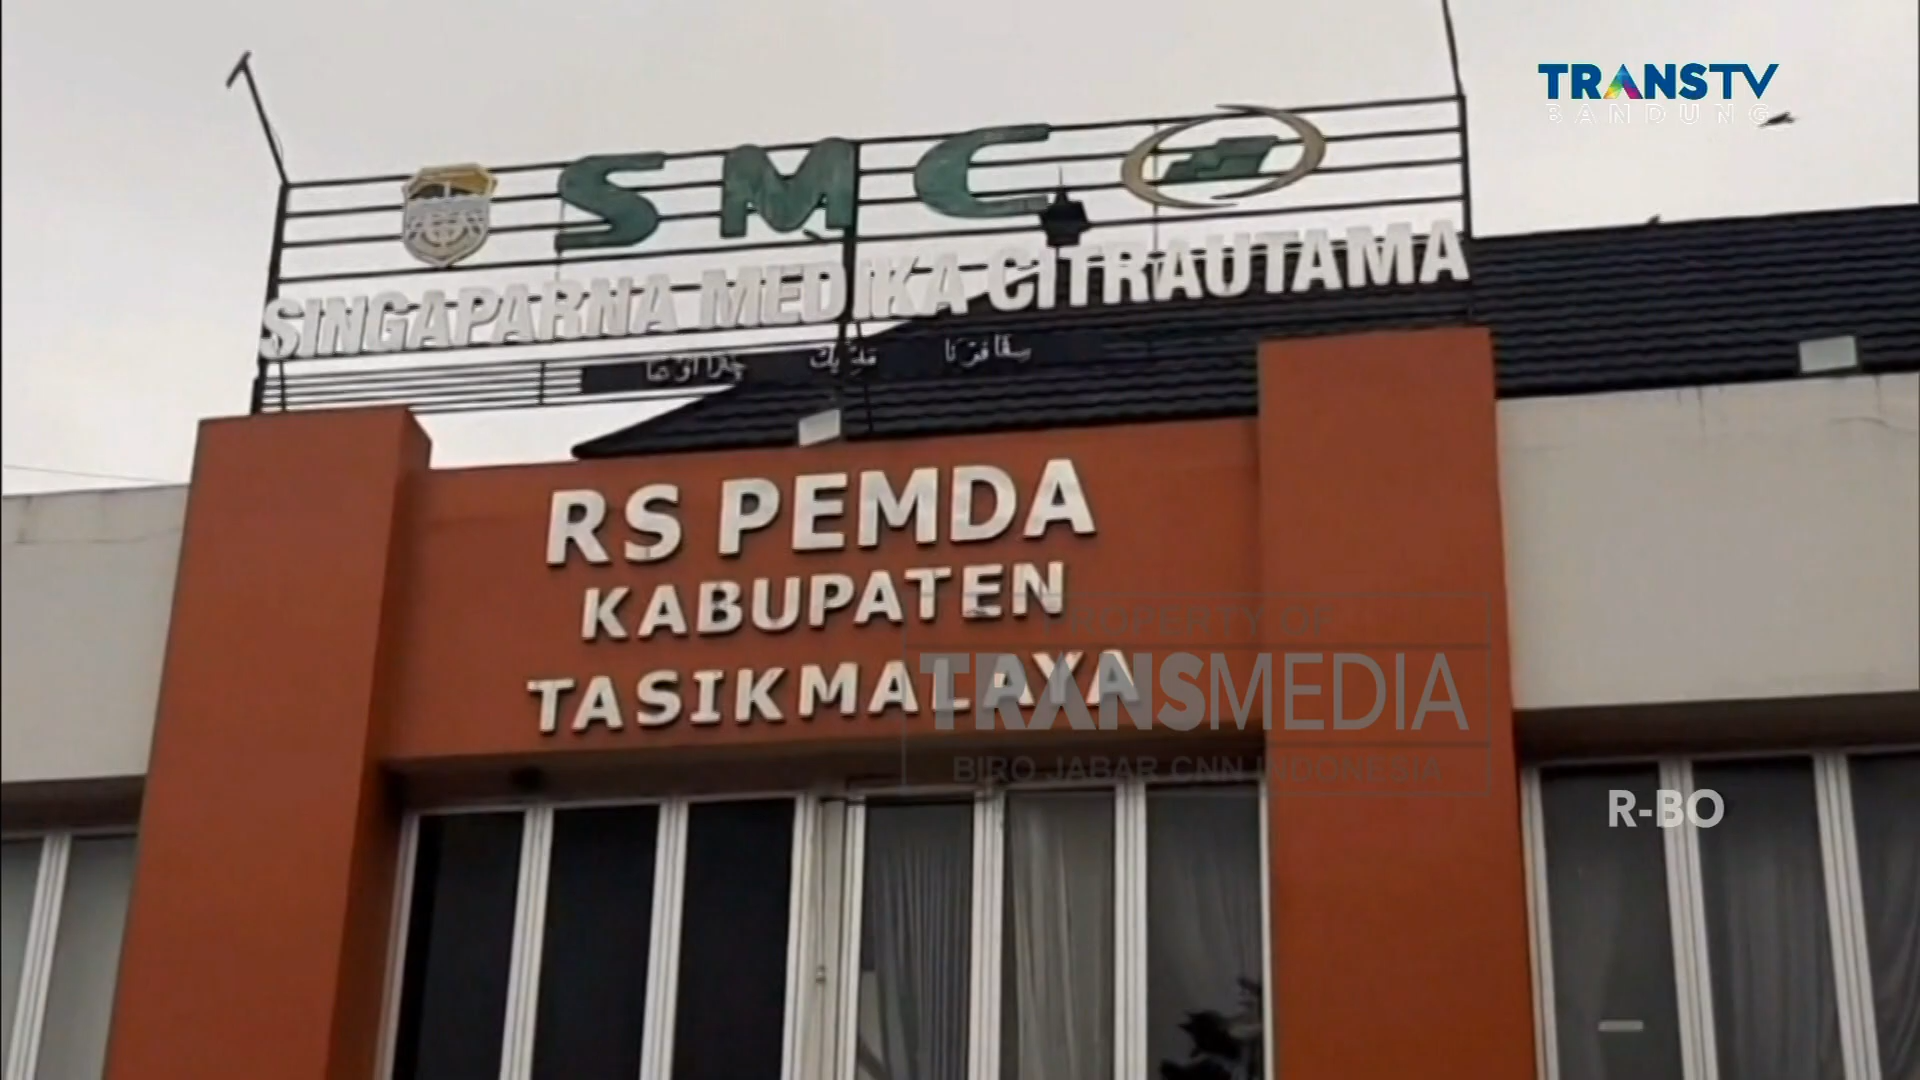 TRANSTV
BANDUNG
SMC
SINGAPARNA MEDIKA CITRAUTAMA
RS PEMDA
KABUPATEN
TASIKMALAYA
PROPERTY OF
TRANSMEDIA
BIRO JABAR CNN INDONESIA
R-BO